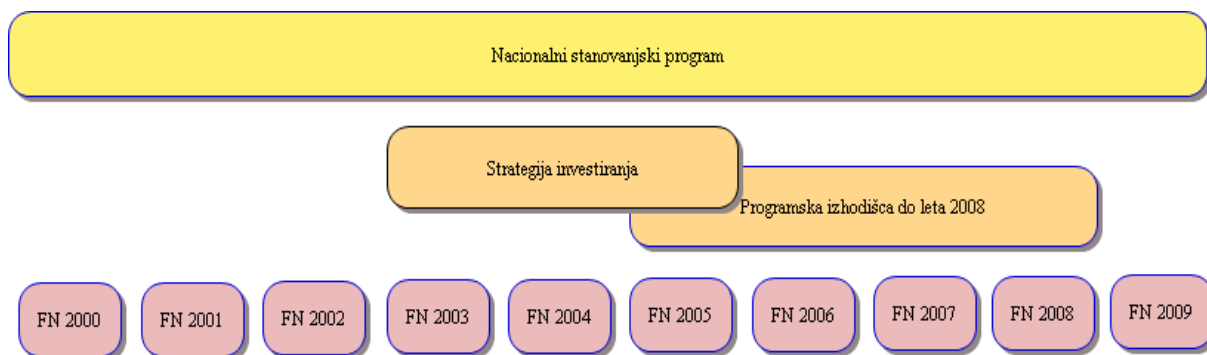 Nacionalni stanovanjski program
Strategija investiranja
Programska izhodišca do leta 2008
FN 2000
FN 2001
FN 2002
FN 2003
FN 2004
FN 2005
FN 2006
FN 2007
FN 2008
FN 2009